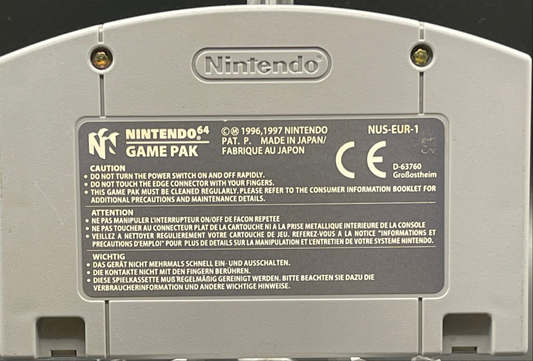 Nintendo
NINTENDO 64 © Ⓜ 1996,1997 NINTENDO NUS-EUR-1
GAME PAK PAT. P. MADE IN JAPAN/
FABRIQUE AU JAPON
CE D-63760
Großostheim
CAUTION
• DO NOT TURN THE POWER SWITCH ON AND OFF RAPIDLY.
• DO NOT TOUCH THE EDGE CONNECTOR WITH YOUR FINGERS.
• THIS GAME PAK MUST BE CLEANED REGULARLY. PLEASE REFER TO THE CONSUMER INFORMATION BOOKLET FOR
ADDITIONAL PRECAUTIONS AND MAINTENANCE DETAILS.
ATTENTION
• NE PAS MANIPULER L'INTERRUPTEUR ON/OFF DE FACON REPETEE
• NE PAS TOUCHER AU CONNECTEUR PLAT DE LA CARTOUCHE NI A LA PRISE METALLIQUE INTERIEURE DE LA CONSOLE
• VEILLEZ A NETTOYER REGULIEREMENT VOTRE CARTOUCHE DE JEU. REFEREZ-VOUS A LA NOTICE "INFORMATIONS ET
PRECAUTIONS D'EMPLOI" POUR PLUS DE DETAILS SUR LA MANIPULATION ET L'ENTRETIEN DE VOTRE SYSTEME NINTENDO.
WICHTIG
• DAS GERÄT NICHT MEHRMALS SCHNELL EIN- UND AUSSCHALTEN.
• DIE KONTAKTE NICHT MIT DEN FINGERN BERÜHREN.
• DIESE SPIELKASSETTE MUß REGELMÄßIG GEREINIGT WERDEN. BITTE BEACHTEN SIE DAZU DIE
VERBRAUCHERINFORMATION UND ANDERE WICHTIGE HINWEISE.